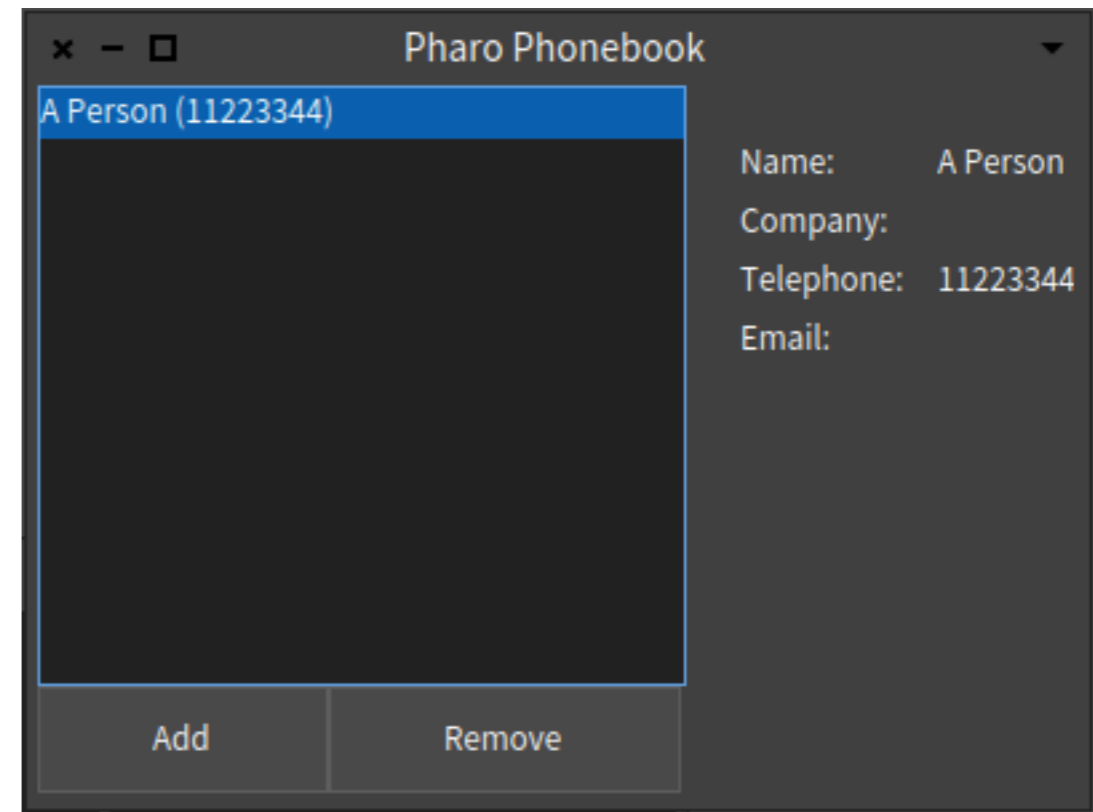 Pharo Phonebook
A Person (11223344)
Name: A Person
Company:
Telephone: 11223344
Email:
Add Remove